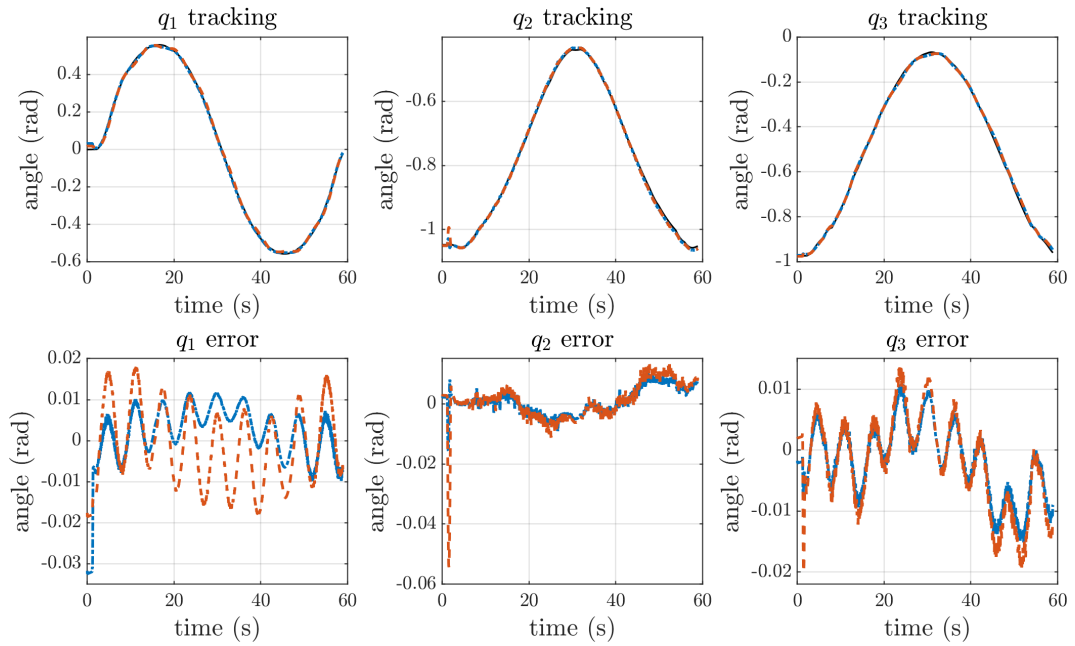 q₁ tracking
0.4
0.2
0
-0.2
-0.4
-0.6
0
20
40
60
angle (rad)
time (s)
q₂ tracking
-0.6
-0.8
-1
0
20
40
60
angle (rad)
time (s)
q₃ tracking
0
-0.2
-0.4
-0.6
-0.8
-1
0
20
40
60
angle (rad)
time (s)
q₁ error
0.02
0.01
0
-0.01
-0.02
-0.03
0
20
40
60
angle (rad)
time (s)
q₂ error
0
-0.02
-0.04
-0.06
0
20
40
60
angle (rad)
time (s)
q₃ error
0.01
0
-0.01
-0.02
0
20
40
60
angle (rad)
time (s)